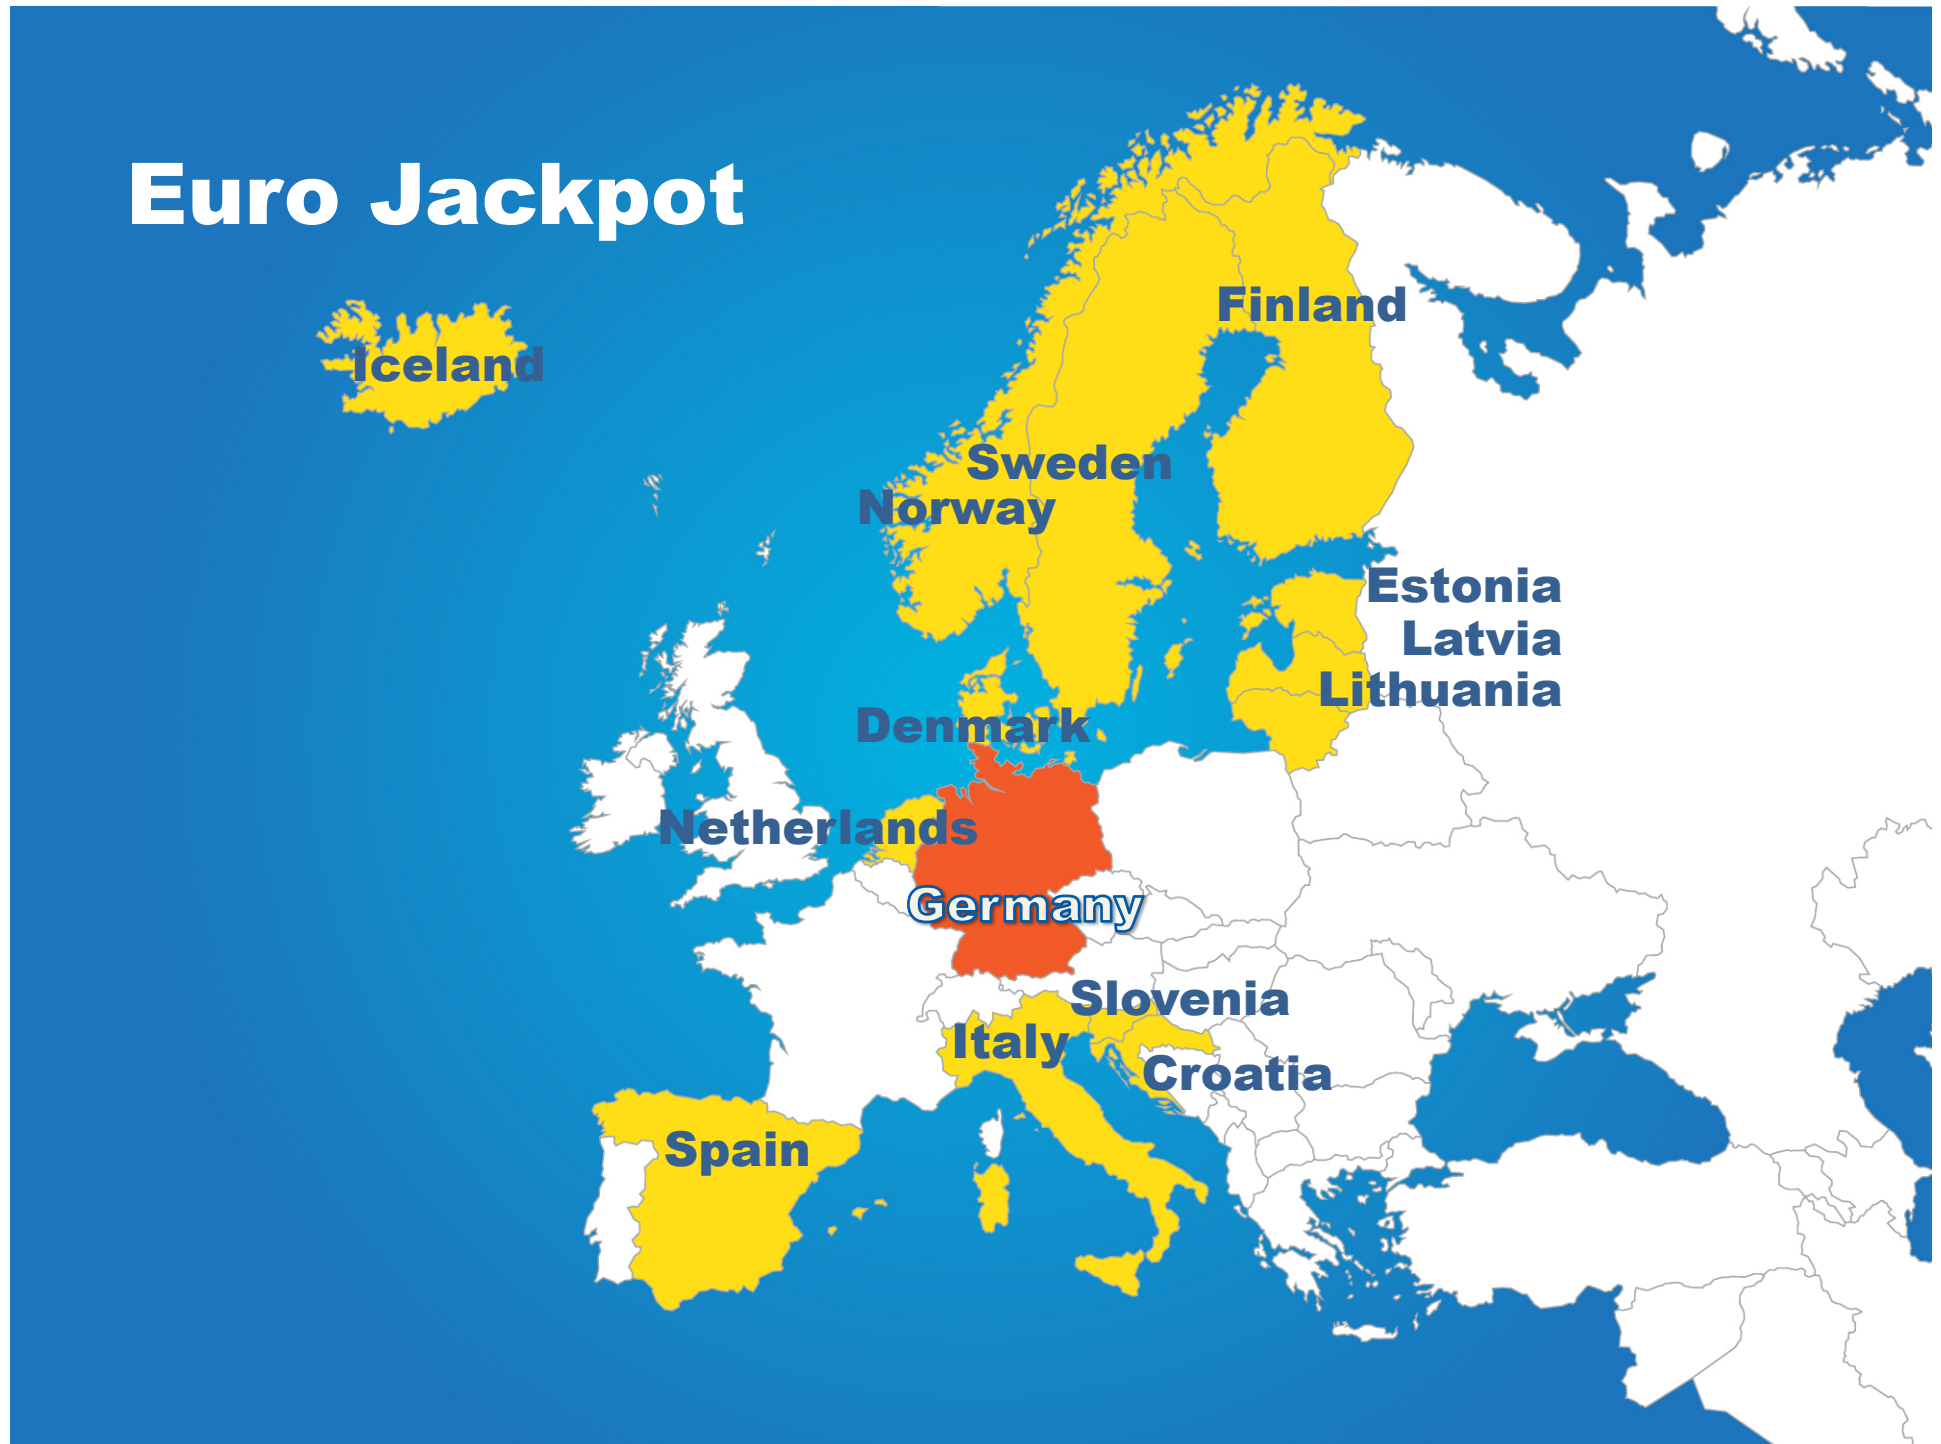 Euro Jackpot
Finland
Iceland
Sweden
Norway
Estonia
Latvia
Lithuania
Denmark
Netherlands
Germany
Slovenia
Italy
Croatia
Spain